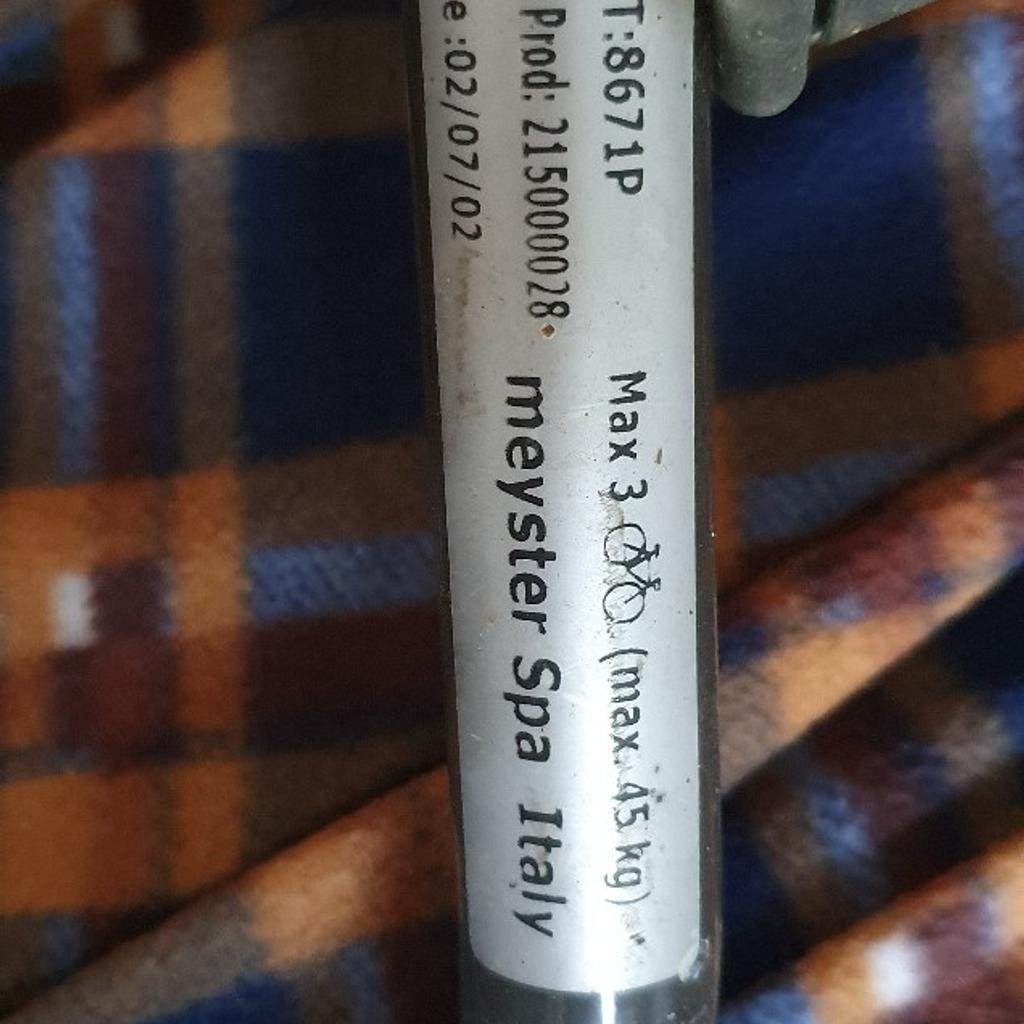 T:8671P Max 3 (max. 45 kg)
Prod: 215000028
meyster Spa Italy
e :02/07/02